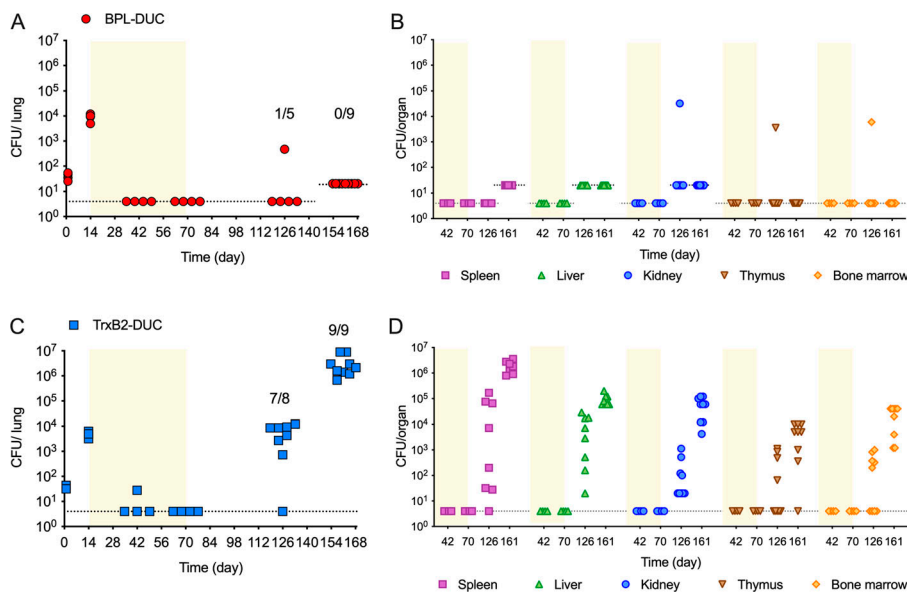 A
BPL-DUC
CFU/ lung
10^7
10^6
10^5
10^4
10^3
10^2
10^1
10^0
1/5
0/9
0 14 28 42 56 70 84 98 112 126 140 154 168
Time (day)
B
CFU/organ
10^7
10^6
10^5
10^4
10^3
10^2
10^1
10^0
42 70 126 161 42 70 126 161 42 70 126 161 42 70 126 161 42 70 126 161
Time (day)
Spleen Liver Kidney Thymus Bone marrow
C
TrxB2-DUC
CFU/ lung
10^7
10^6
10^5
10^4
10^3
10^2
10^1
10^0
9/9
7/8
0 14 28 42 56 70 84 98 112 126 140 154 168
Time (day)
D
CFU/organ
10^7
10^6
10^5
10^4
10^3
10^2
10^1
10^0
42 70 126 161 42 70 126 161 42 70 126 161 42 70 126 161 42 70 126 161
Time (day)
Spleen Liver Kidney Thymus Bone marrow